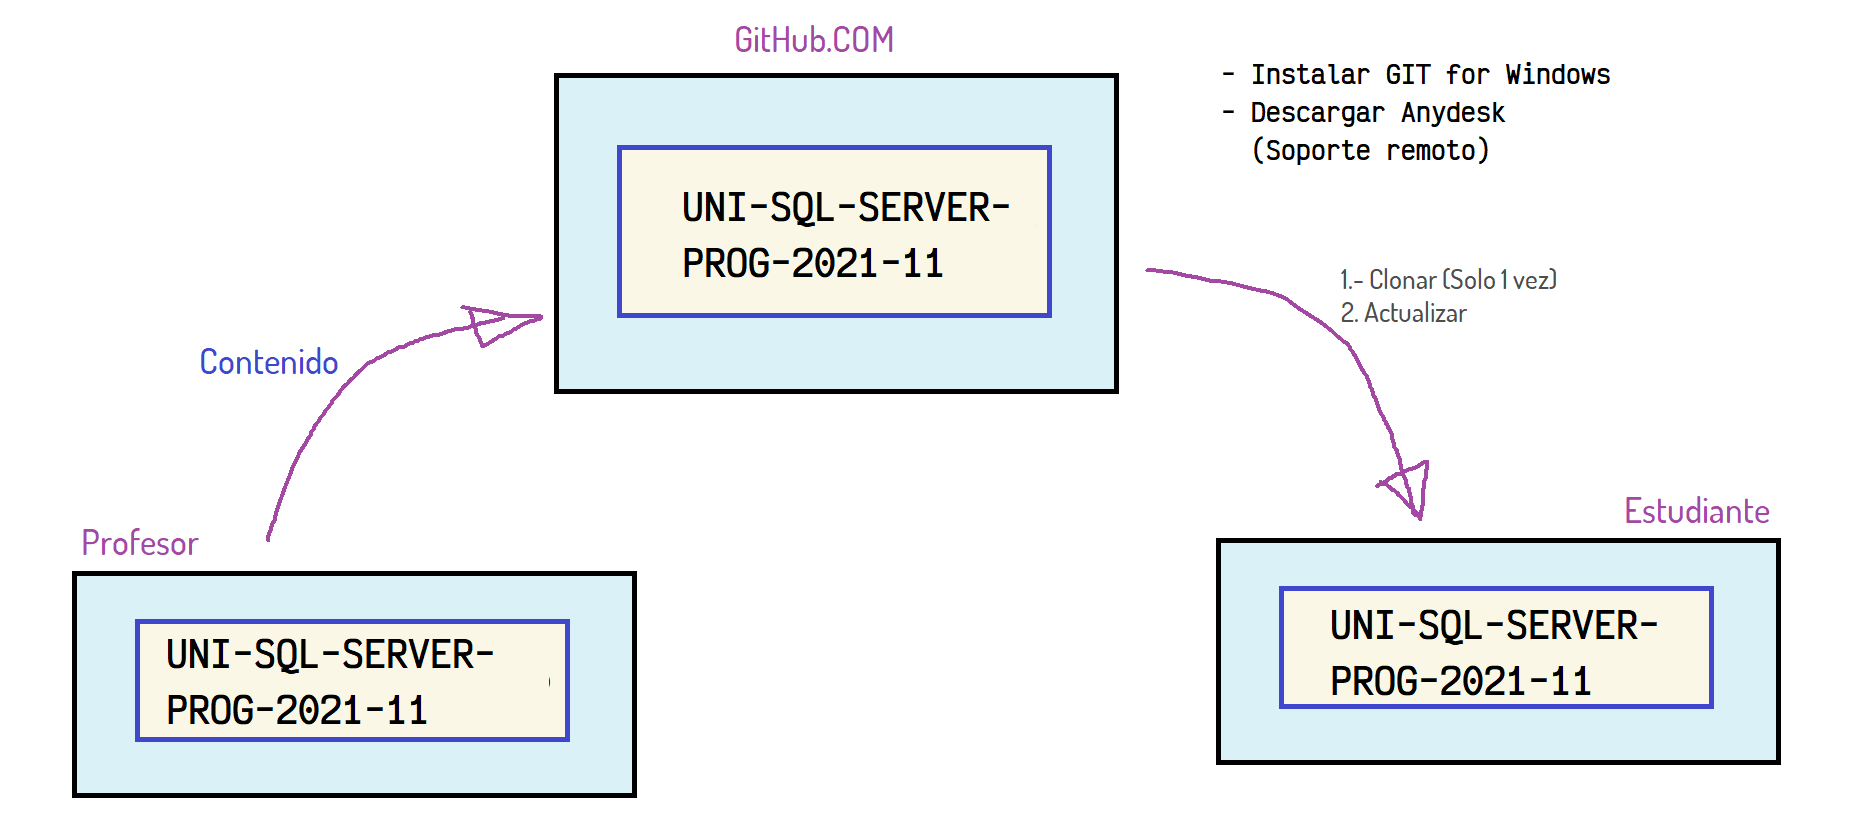 GitHub.COM
- Instalar GIT for Windows
- Descargar Anydesk
(Soporte remoto)
UNI-SQL-SERVER-
PROG-2021-11
1.- Clonar (Solo 1 vez)
2. Actualizar
Contenido
Profesor
UNI-SQL-SERVER-
PROG-2021-11
Estudiante
UNI-SQL-SERVER-
PROG-2021-11